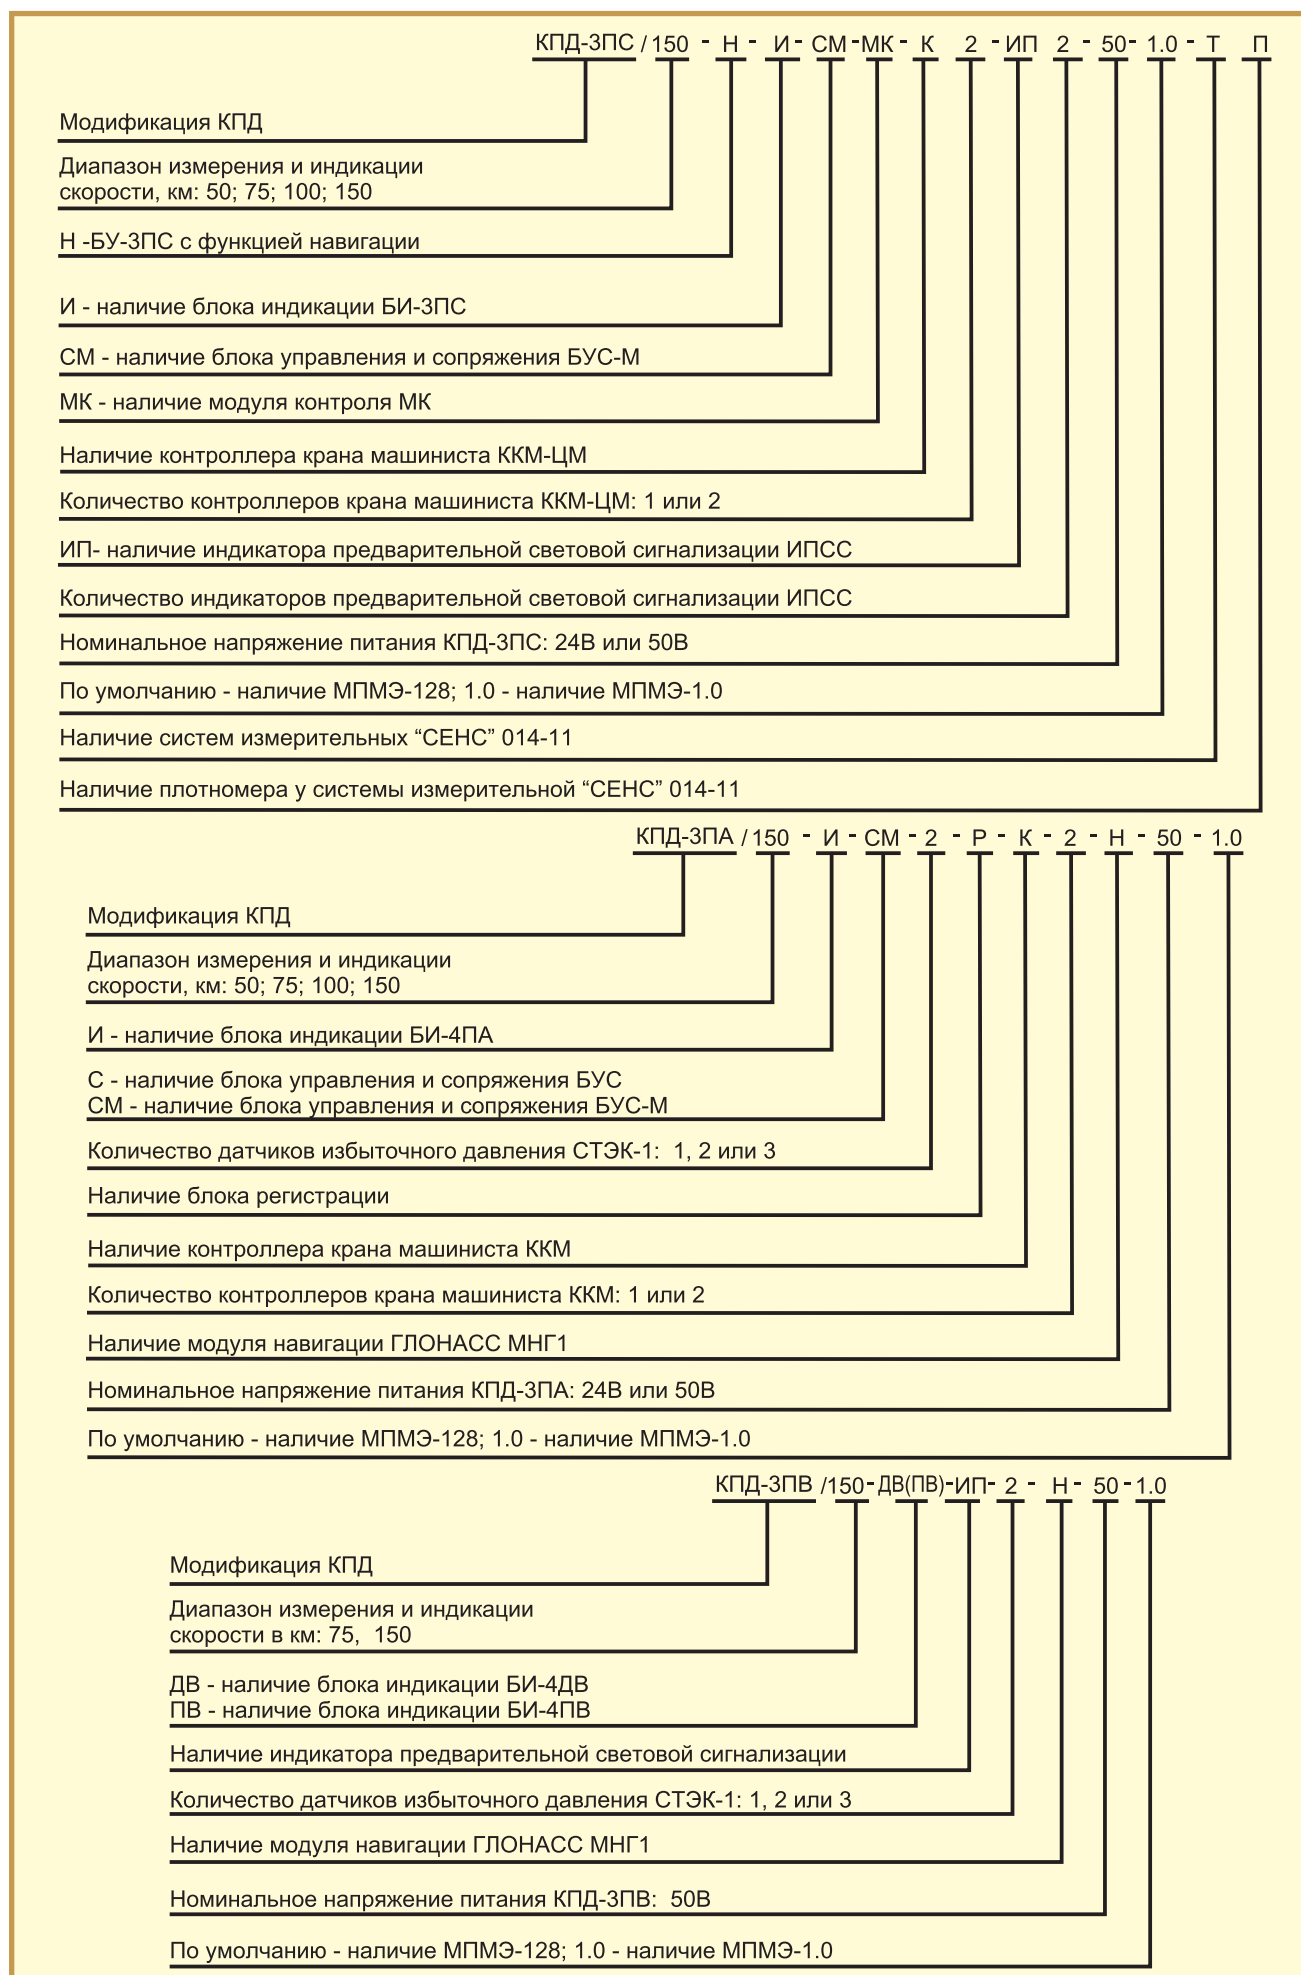 КПД-3ПС / 150 - Н - И - СМ - МК - К 2 - ИП 2 - 50 - 1.0 - Т П
Модификация КПД
Диапазон измерения и индикации
скорости, км: 50; 75; 100; 150
Н -БУ-3ПС с функцией навигации
И - наличие блока индикации БИ-3ПС
СМ - наличие блока управления и сопряжения БУС-М
МК - наличие модуля контроля МК
Наличие контроллера крана машиниста ККМ-ЦМ
Количество контроллеров крана машиниста ККМ-ЦМ: 1 или 2
ИП- наличие индикатора предварительной световой сигнализации ИПСС
Количество индикаторов предварительной световой сигнализации ИПСС
Номинальное напряжение питания КПД-3ПС: 24В или 50В
По умолчанию - наличие МПМЭ-128; 1.0 - наличие МПМЭ-1.0
Наличие систем измерительных “СЕНС” 014-11
Наличие плотномера у системы измерительной “СЕНС” 014-11
КПД-3ПА / 150 - И - СМ - 2 - Р - К - 2 - Н - 50 - 1.0
Модификация КПД
Диапазон измерения и индикации
скорости, км: 50; 75; 100; 150
И - наличие блока индикации БИ-4ПА
С - наличие блока управления и сопряжения БУС
СМ - наличие блока управления и сопряжения БУС-М
Количество датчиков избыточного давления СТЭК-1: 1, 2 или 3
Наличие блока регистрации
Наличие контроллера крана машиниста ККМ
Количество контроллеров крана машиниста ККМ: 1 или 2
Наличие модуля навигации ГЛОНАСС МНГ1
Номинальное напряжение питания КПД-3ПА: 24В или 50В
По умолчанию - наличие МПМЭ-128; 1.0 - наличие МПМЭ-1.0
КПД-3ПВ /150 - ДВ(ПВ) - ИП - 2 - Н - 50 - 1.0
Модификация КПД
Диапазон измерения и индикации
скорости в км: 75, 150
ДВ - наличие блока индикации БИ-4ДВ
ПВ - наличие блока индикации БИ-4ПВ
Наличие индикатора предварительной световой сигнализации
Количество датчиков избыточного давления СТЭК-1: 1, 2 или 3
Наличие модуля навигации ГЛОНАСС МНГ1
Номинальное напряжение питания КПД-3ПВ: 50В
По умолчанию - наличие МПМЭ-128; 1.0 - наличие МПМЭ-1.0